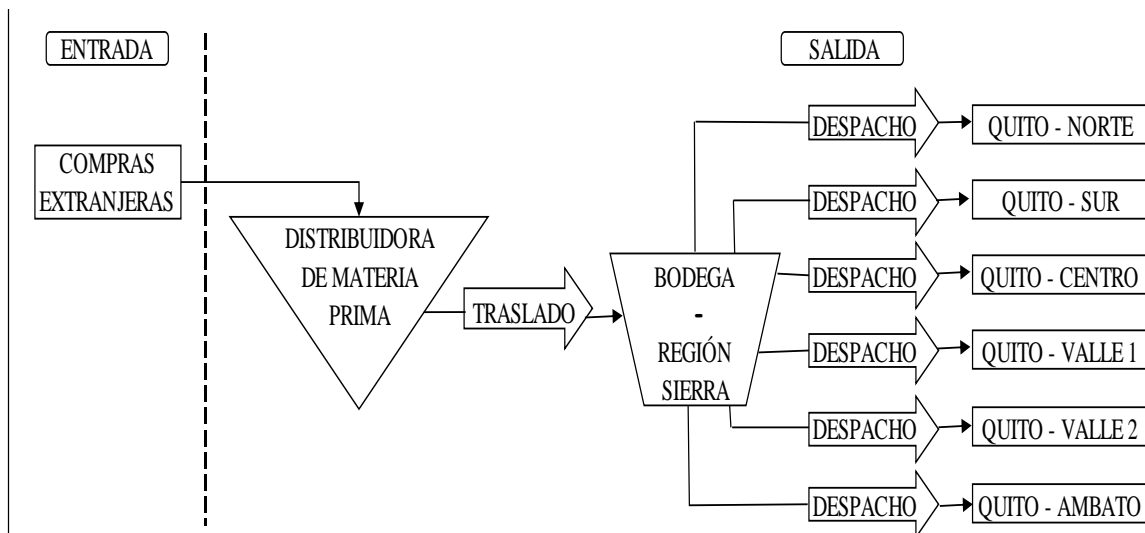 ENTRADA
SALIDA
COMPRAS
EXTRANJERAS
DISTRIBUIDORA
DE MATERIA
PRIMA
TRASLADO
BODEGA
-
REGIÓN
SIERRA
DESPACHO
QUITO - NORTE
DESPACHO
QUITO - SUR
DESPACHO
QUITO - CENTRO
DESPACHO
QUITO - VALLE 1
DESPACHO
QUITO - VALLE 2
DESPACHO
QUITO - AMBATO